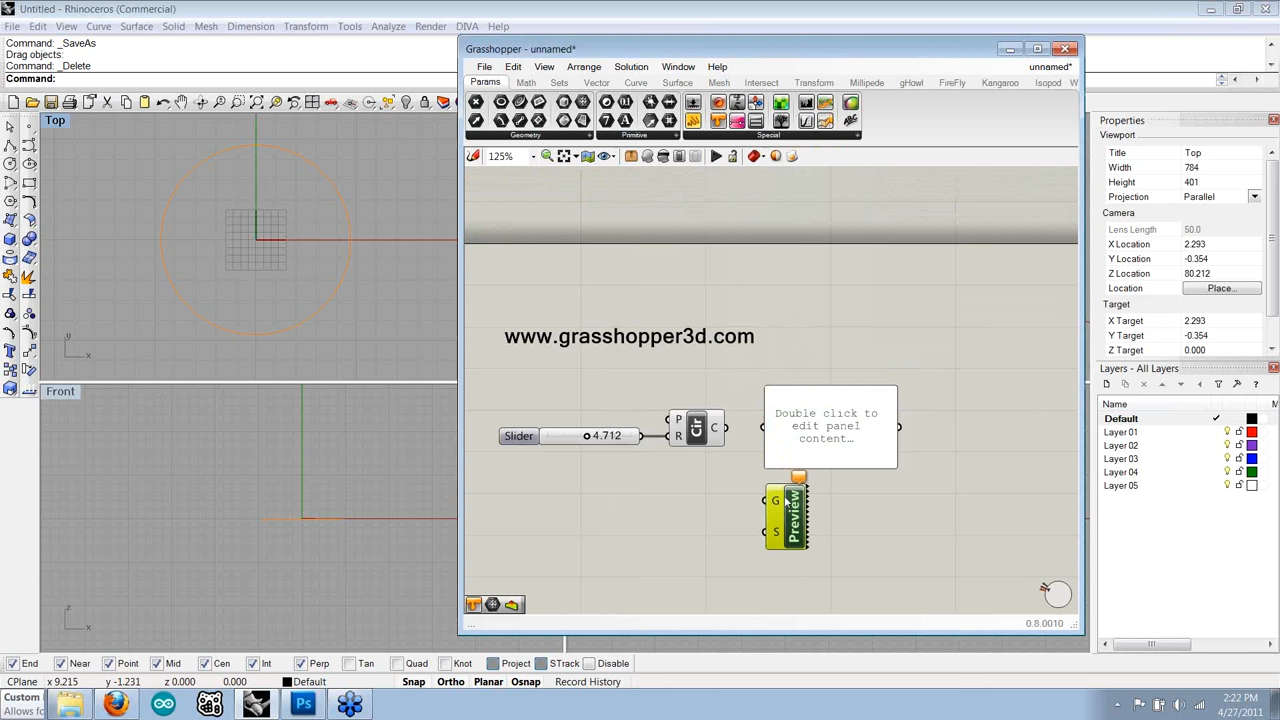 Untitled - Rhinoceros (Commercial)
File Edit View Curve Surface Solid Mesh Dimension Transform Tools Analyze Render DIVA Help
Command: _SaveAs
Drag objects:
Command: _Delete
Command:
Top
y
x
Front
z
x
Grasshopper - unnamed*
File Edit View Arrange Solution Window Help
unnamed*
Params Math Sets Vector Curve Surface Mesh Intersect Transform Millipede gHowl FireFly Kangaroo Isopod W
Geometry
Primitive
Special
125%
www.grasshopper3d.com
Slider 4.712
P
R
Cir
C
Double click to
edit panel
content...
G
S
Preview
...
0.8.0010
Properties
Viewport
Title Top
Width 784
Height 401
Projection Parallel
Camera
Lens Length 50.0
X Location 2.293
Y Location -0.354
Z Location 80.212
Location Place...
Target
X Target 2.293
Y Target -0.354
Z Target 0.000
Layers - All Layers
Name M
Default
Layer 01
Layer 02
Layer 03
Layer 04
Layer 05
End Near Point Mid Cen Int Perp Tan Quad Knot Project STrack Disable
CPlane x 9.215 y -1.231 z 0.000 0.000 Default Snap Ortho Planar Osnap Record History
Custom
Allows fo
Ps
2:22 PM
4/27/2011